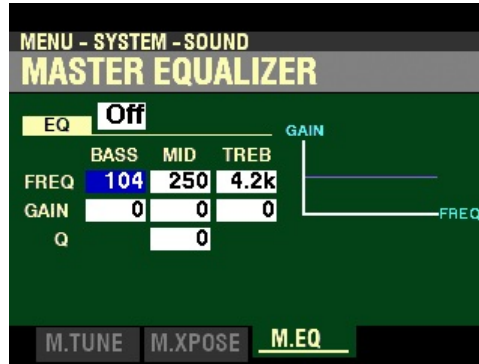 MENU - SYSTEM - SOUND
MASTER EQUALIZER
EQ Off
GAIN
BASS MID TREB
FREQ 104 250 4.2k
GAIN 0 0 0
FREQ
Q 0
M.TUNE M.XPOSE M.EQ